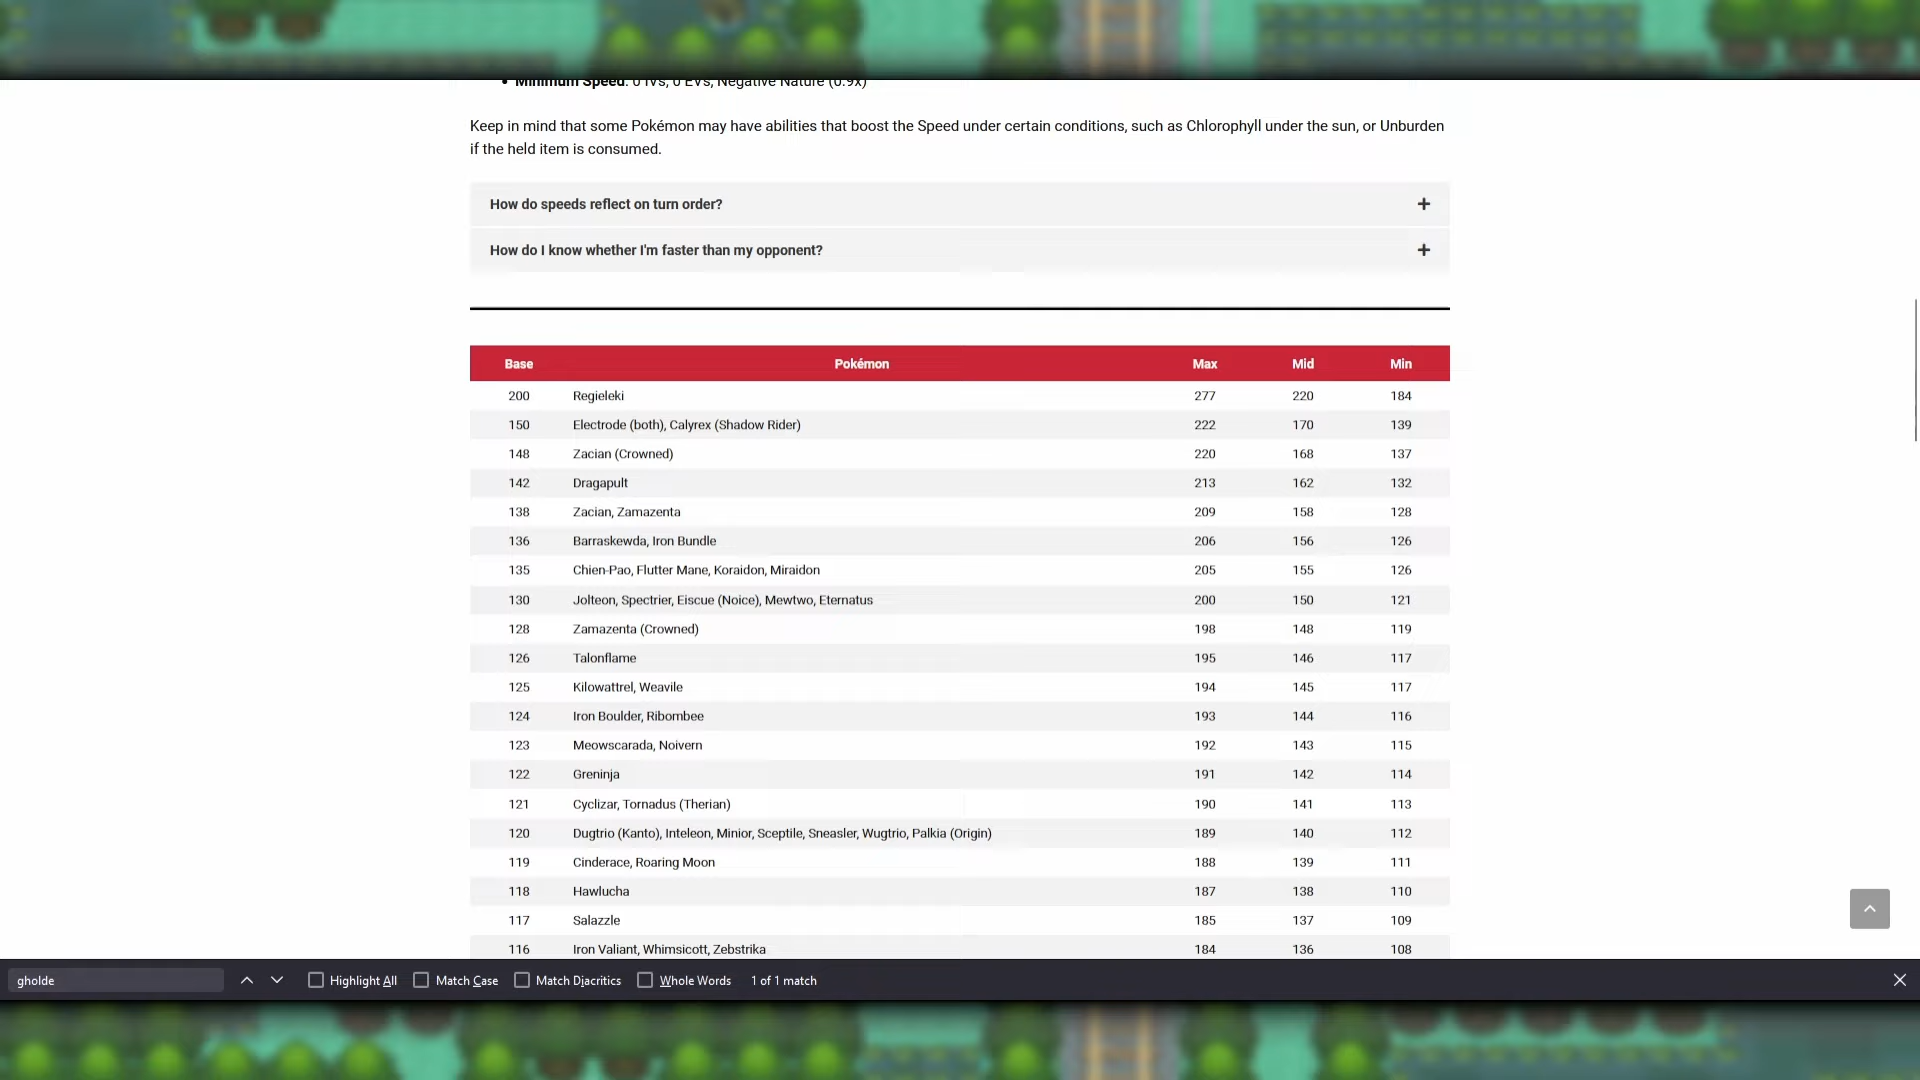 • Minimum Speed: 0 IVs, 0 EVs, Negative Nature (0.9x)
Keep in mind that some Pokémon may have abilities that boost the Speed under certain conditions, such as Chlorophyll under the sun, or Unburden
if the held item is consumed.
How do speeds reflect on turn order? +
How do I know whether I'm faster than my opponent? +
Base Pokémon Max Mid Min
200 Regieleki 277 220 184
150 Electrode (both), Calyrex (Shadow Rider) 222 170 139
148 Zacian (Crowned) 220 168 137
142 Dragapult 213 162 132
138 Zacian, Zamazenta 209 158 128
136 Barraskewda, Iron Bundle 206 156 126
135 Chien-Pao, Flutter Mane, Koraidon, Miraidon 205 155 126
130 Jolteon, Spectrier, Eiscue (Noice), Mewtwo, Eternatus 200 150 121
128 Zamazenta (Crowned) 198 148 119
126 Talonflame 195 146 117
125 Kilowattrel, Weavile 194 145 117
124 Iron Boulder, Ribombee 193 144 116
123 Meowscarada, Noivern 192 143 115
122 Greninja 191 142 114
121 Cyclizar, Tornadus (Therian) 190 141 113
120 Dugtrio (Kanto), Inteleon, Minior, Sceptile, Sneasler, Wugtrio, Palkia (Origin) 189 140 112
119 Cinderace, Roaring Moon 188 139 111
118 Hawlucha 187 138 110
117 Salazzle 185 137 109
116 Iron Valiant, Whimsicott, Zebstrika 184 136 108
gholde Highlight All Match Case Match Diacritics Whole Words 1 of 1 match